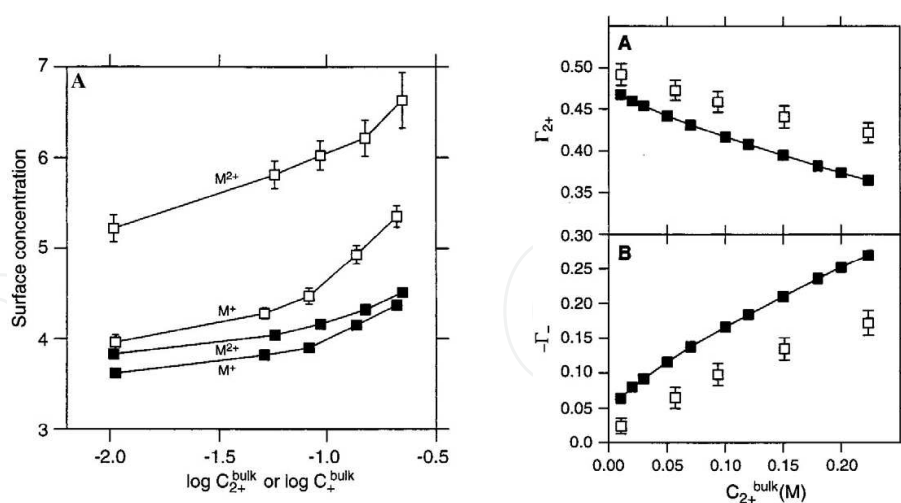 A
Surface concentration
7
6
5
4
3
M²⁺
M⁺
M²⁺
M⁺
-2.0
-1.5
-1.0
-0.5
log C₂₊ᵇᵘˡᵏ or log C₊ᵇᵘˡᵏ
A
Γ₂₊
0.50
0.45
0.40
0.35
0.30
B
-Γ₋
0.25
0.20
0.15
0.10
0.05
0.0
0.00
0.05
0.10
0.15
0.20
C₂₊ᵇᵘˡᵏ(M)